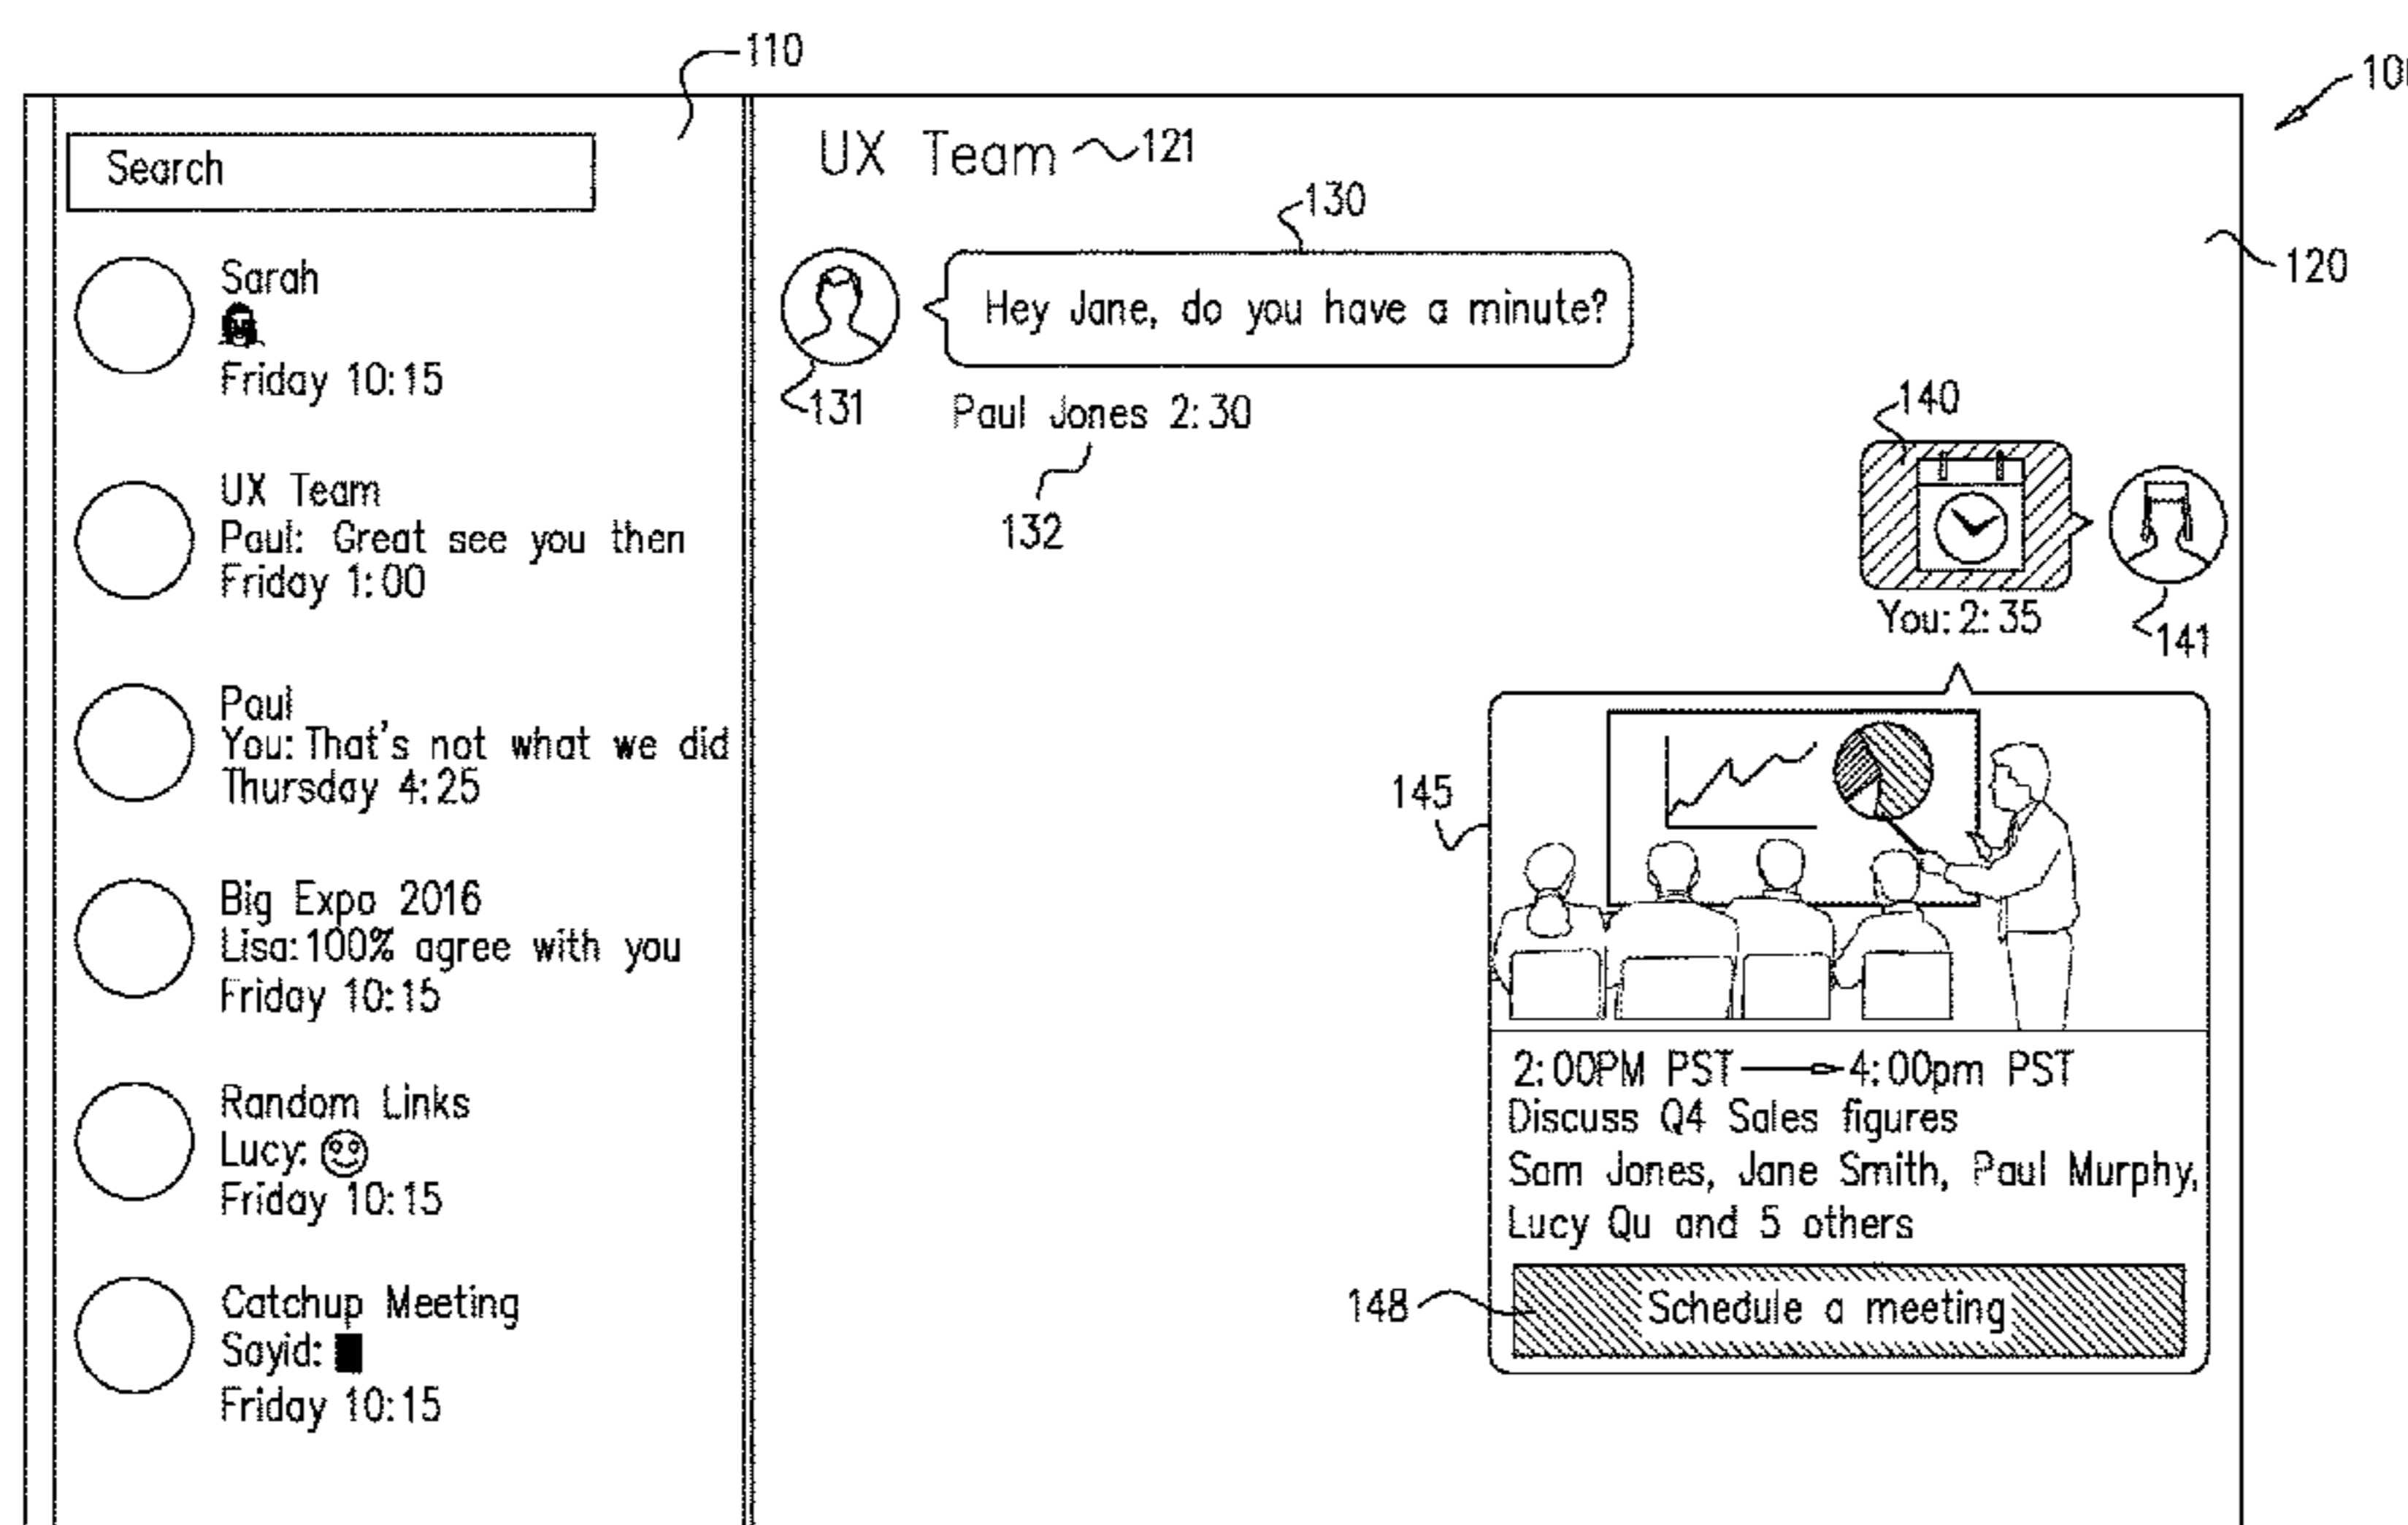 110
10
Search
Sarah
Friday 10:15
UX Team
Paul: Great see you then
Friday 1:00
Paul
You: That's not what we did
Thursday 4:25
Big Expo 2016
Lisa: 100% agree with you
Friday 10:15
Random Links
Lucy:
Friday 10:15
Catchup Meeting
Sayid:
Friday 10:15
UX Team
121
130
120
Hey Jane, do you have a minute?
131
Paul Jones 2:30
132
140
You: 2:35
141
145
2:00PM PST
4:00pm PST
Discuss Q4 Sales figures
Sam Jones, Jane Smith, Paul Murphy,
Lucy Qu and 5 others
148
Schedule a meeting